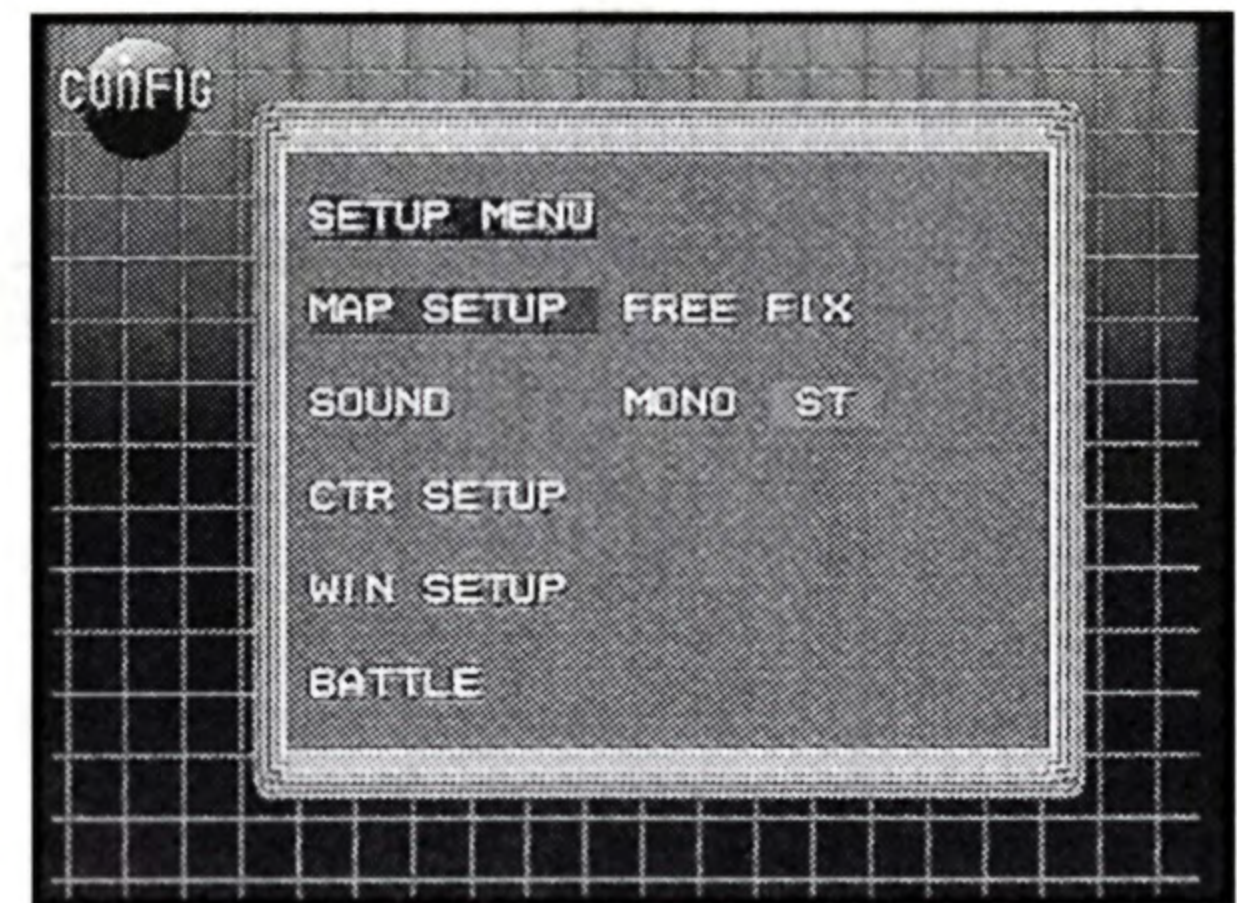 CONFIG
SETUP MENU
MAP SETUP FREE FIX
SOUND MONO ST
CTR SETUP
WIN SETUP
BATTLE